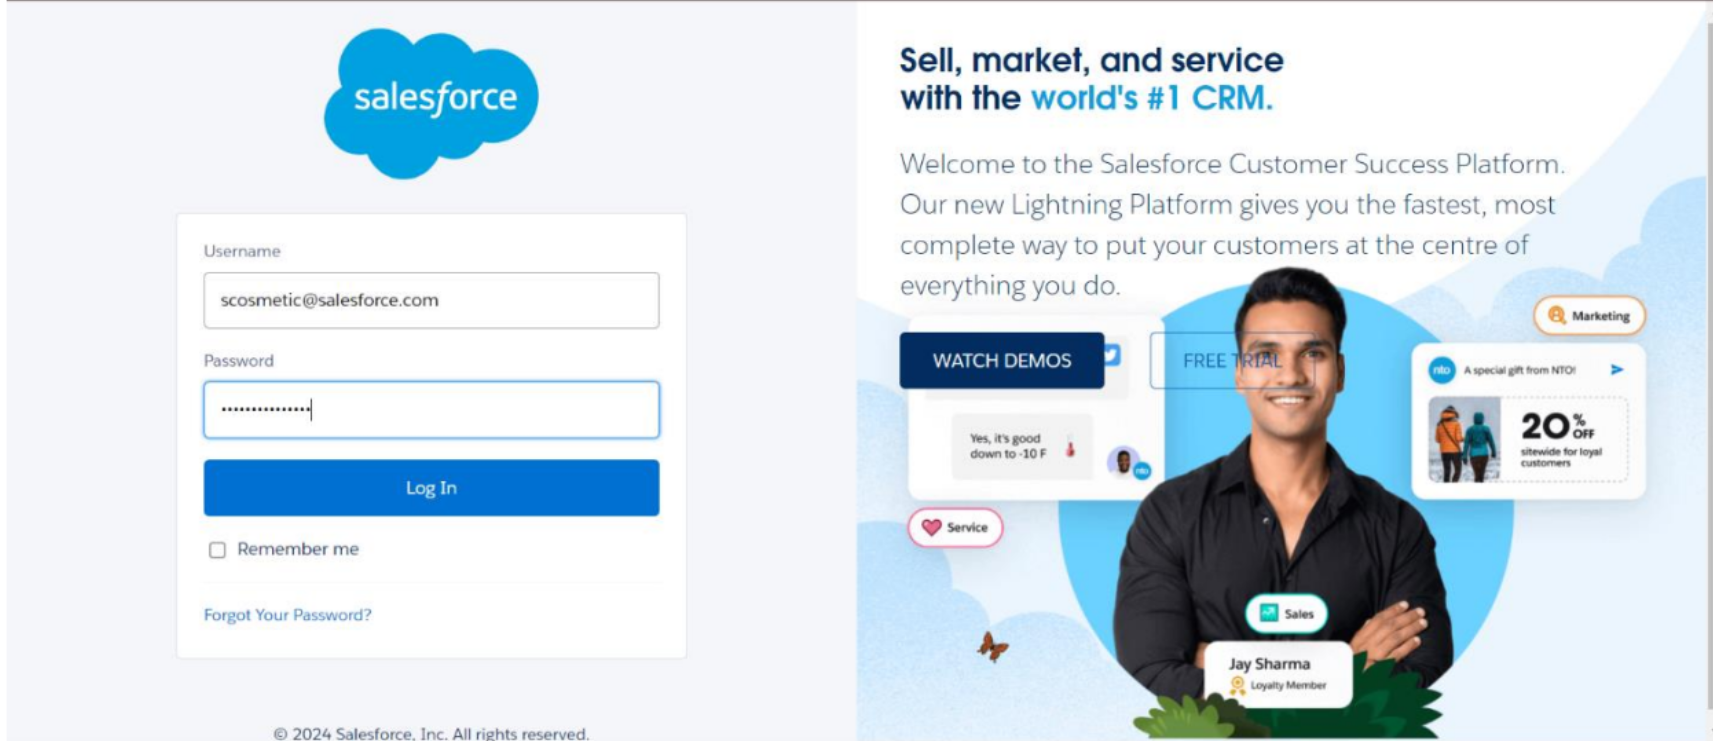 salesforce
Username
scosmetic@salesforce.com
Password
Log In
Remember me
Forgot Your Password?
© 2024 Salesforce, Inc. All rights reserved.
Sell, market, and service
with the world's #1 CRM.
Welcome to the Salesforce Customer Success Platform.
Our new Lightning Platform gives you the fastest, most
complete way to put your customers at the centre of
everything you do.
WATCH DEMOS
FREE TRIAL
Marketing
nto
A special gift from NTO!
20% OFF
sitewide for loyal
customers
Yes, it's good
down to -10 F
nto
Service
Sales
Jay Sharma
Loyalty Member